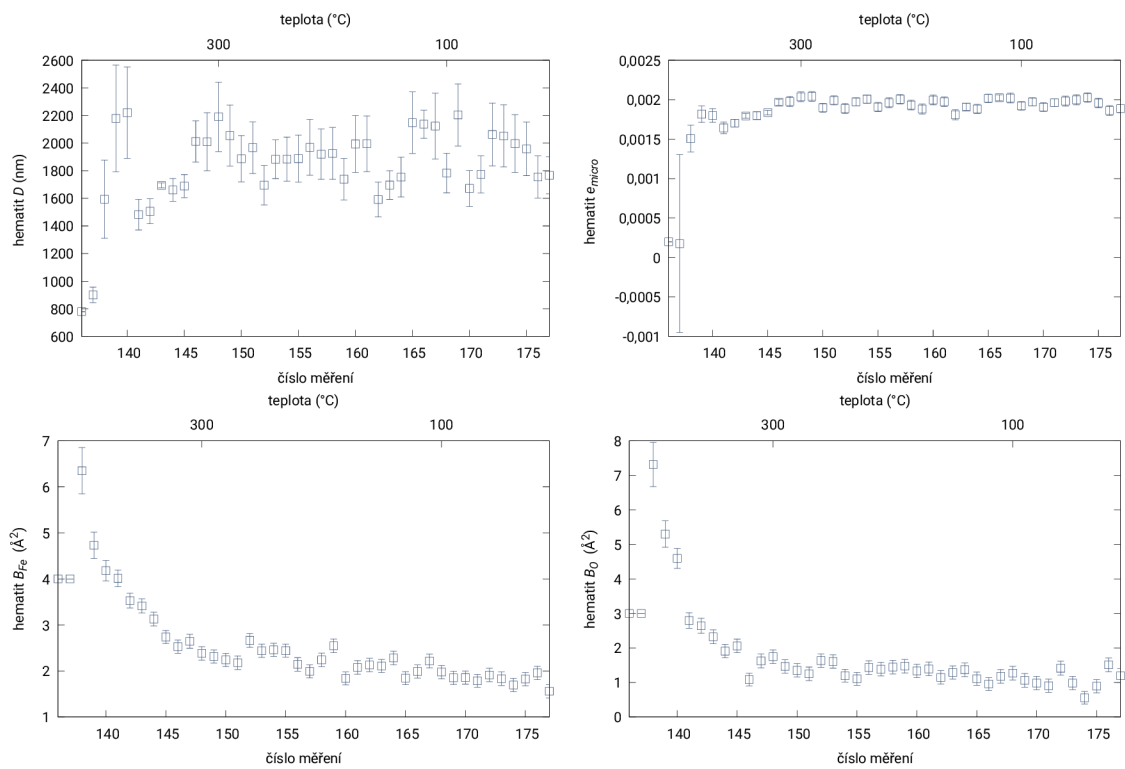 teplota (°C)
300 100
2600
2400
2200
2000
1800
1600
1400
1200
1000
800
600
hematit D (nm)
140 145 150 155 160 165 170 175
číslo měření
teplota (°C)
300 100
0,0025
0,002
0,0015
0,001
0,0005
0
-0,0005
-0,001
hematit e_micro
140 145 150 155 160 165 170 175
číslo měření
teplota (°C)
300 100
7
6
5
4
3
2
1
hematit B_Fe (Å²)
140 145 150 155 160 165 170 175
číslo měření
teplota (°C)
300 100
8
7
6
5
4
3
2
1
0
hematit B_O (Å²)
140 145 150 155 160 165 170 175
číslo měření